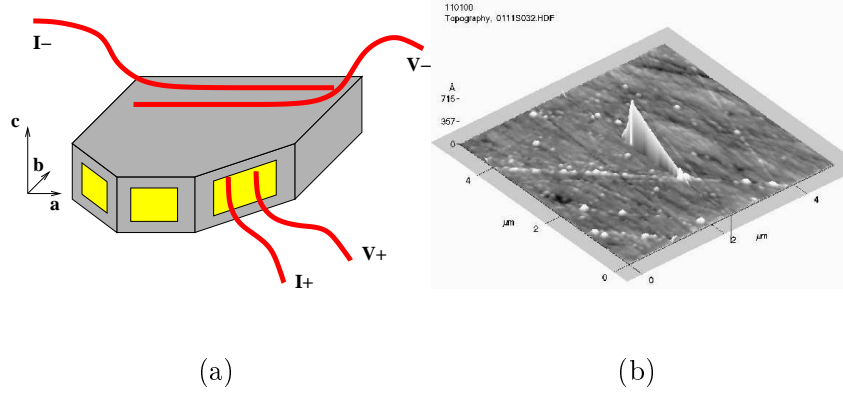 I−
V−
c
b
a
V+
I+
(a)
110100
Topography, 0111S032.HDF
Å
715
357
0
4
µm
2
0
0
2
µm
4
(b)